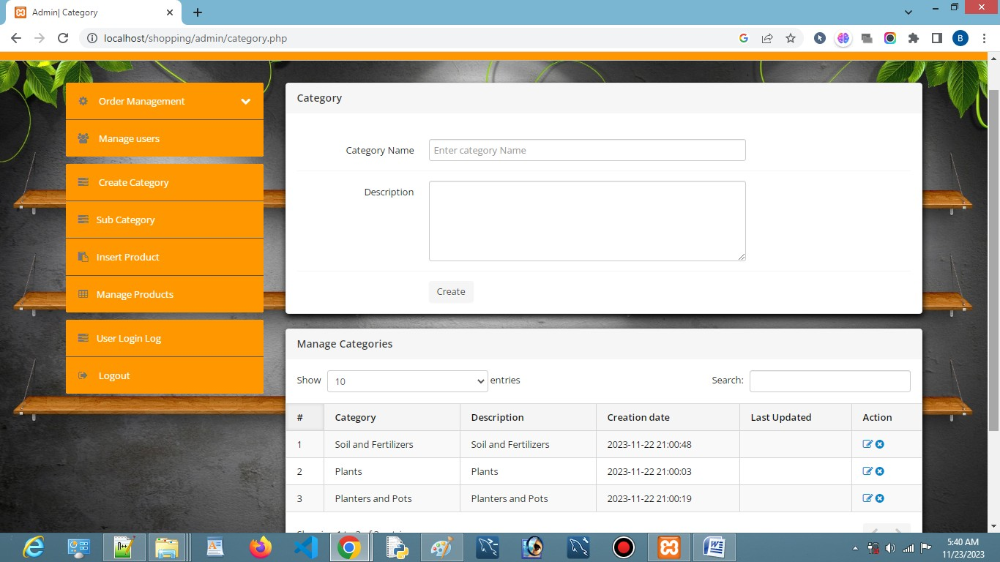 Admin| Category
localhost/shopping/admin/category.php
B
Order Management
Manage users
Create Category
Sub Category
Insert Product
Manage Products
User Login Log
Logout
Category
Category Name
Enter category Name
Description
Create
Manage Categories
Show 10 entries Search:
# Category Description Creation date Last Updated Action
1 Soil and Fertilizers Soil and Fertilizers 2023-11-22 21:00:48
2 Plants Plants 2023-11-22 21:00:03
3 Planters and Pots Planters and Pots 2023-11-22 21:00:19
5:40 AM
11/23/2023